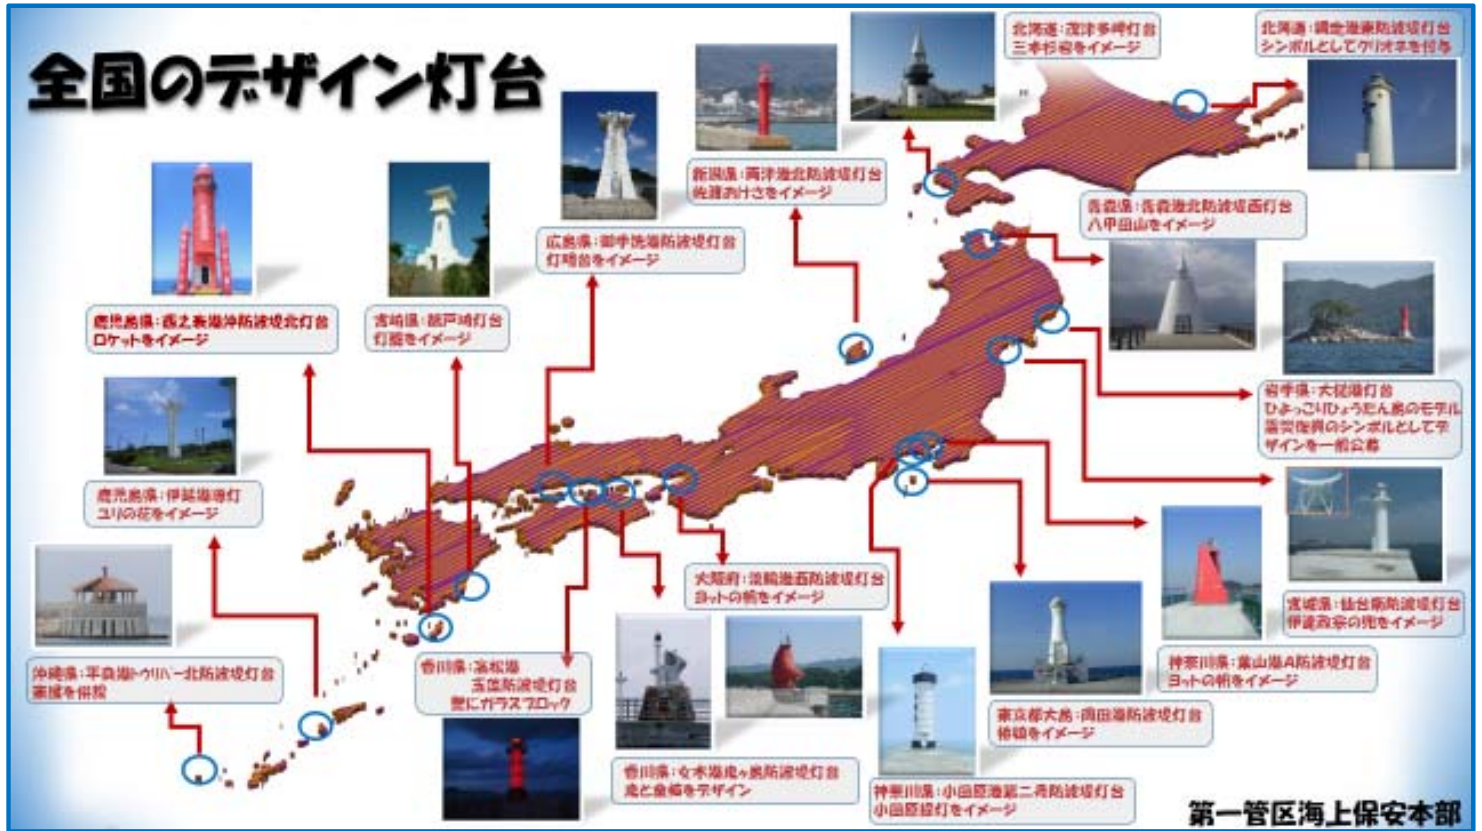 全国のデザイン灯台
北海道:茂津多岬灯台
三本杉岩をイメージ
北海道:網走港東防波堤灯台
シンボルとしてクリオネを付与
新潟県:両津港北防波堤灯台
佐渡おけさをイメージ
青森県:青森港北防波堤西灯台
八甲田山をイメージ
広島県:御手洗港防波堤灯台
灯明台をイメージ
鹿児島県:西之表港沖防波堤北灯台
ロケットをイメージ
宮崎県:鵜戸埼灯台
灯籠をイメージ
岩手県:大槌港灯台
ひょっこりひょうたん島のモデル
震災復興のシンボルとしてデ
ザインを一般公募
鹿児島県:伊延港導灯
ユリの花をイメージ
宮城県:仙台南防波堤灯台
伊達政宗の兜をイメージ
大阪府:淡輪港西防波堤灯台
ヨットの帆をイメージ
沖縄県:平良港トゥリバー北防波堤灯台
を併設
香川県:高松港
玉藻防波堤灯台
壁にガラスブロック
神奈川県:葉山港A防波堤灯台
ヨットの帆をイメージ
東京都大島:岡田港防波堤灯台
椿娘をイメージ
香川県:女木港鬼ヶ島防波堤灯台
鬼と金棒をデザイン
神奈川県:小田原港第二号防波堤灯台
小田原提灯をイメージ
第一管区海上保安本部